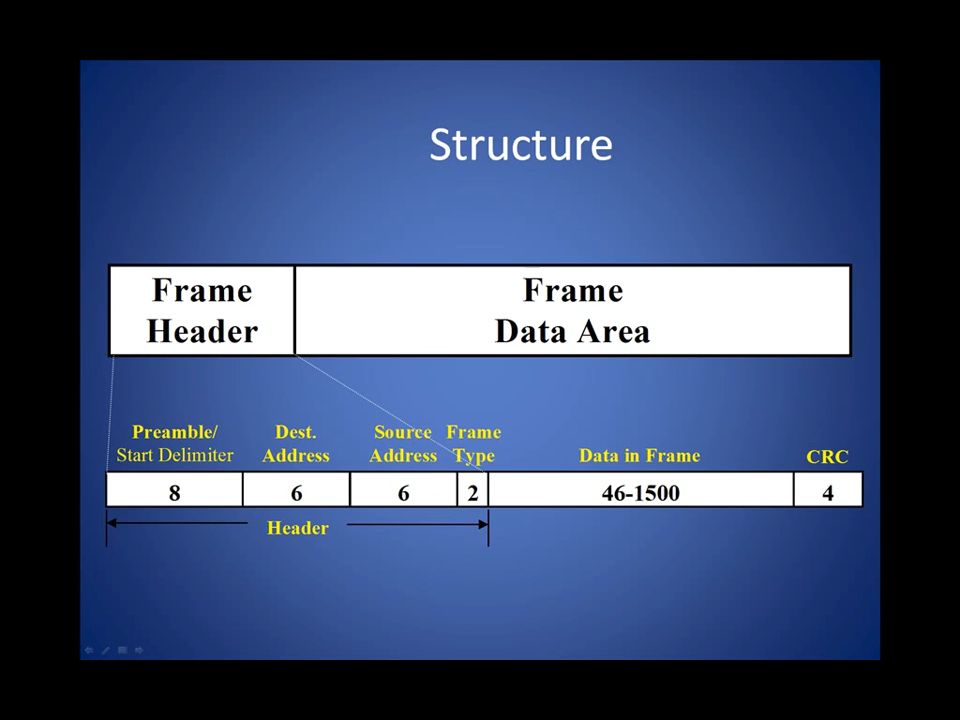 Structure
Frame
Header
Frame
Data Area
Preamble/
Start Delimiter
Dest.
Address
Source
Address
Frame
Type
Data in Frame
CRC
8
6
6
2
46-1500
4
Header